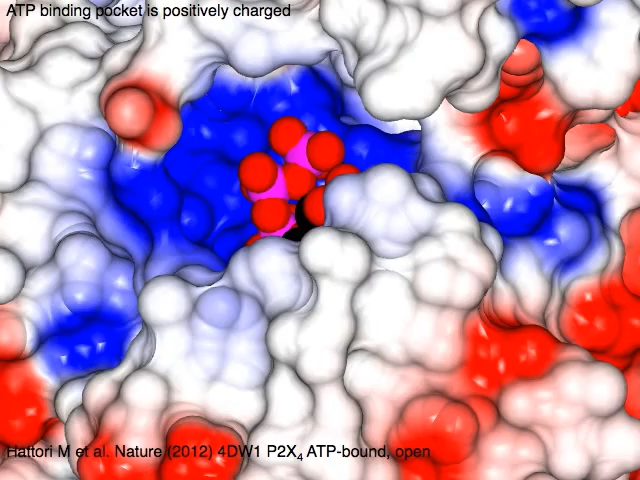 ATP binding pocket is positively charged
Hattori M et al. Nature (2012) 4DW1 P2X₄ ATP-bound, open